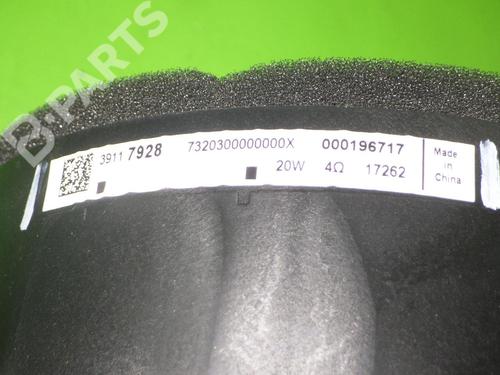 B-PARTS
3911 7928 7320300000000X 000196717
20W 4Ω 17262
Made in China